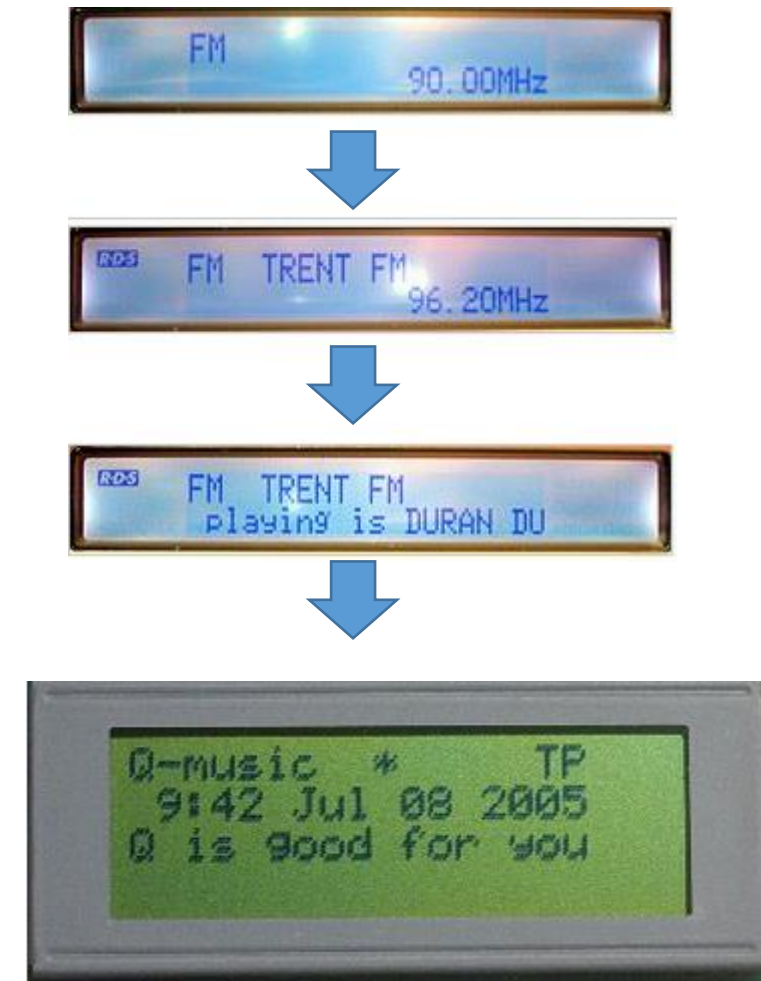 FM
90.00MHz
RDS FM TRENT FM
96.20MHz
RDS FM TRENT FM
playing is DURAN DU
Q-music * TP
9:42 Jul 08 2005
Q is good for you